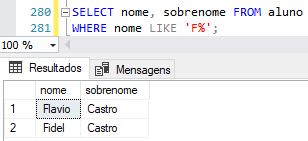 280 SELECT nome, sobrenome FROM aluno
281 WHERE nome LIKE 'F%';
100 %
Resultados Mensagens
nome sobrenome
1 Flavio Castro
2 Fidel Castro